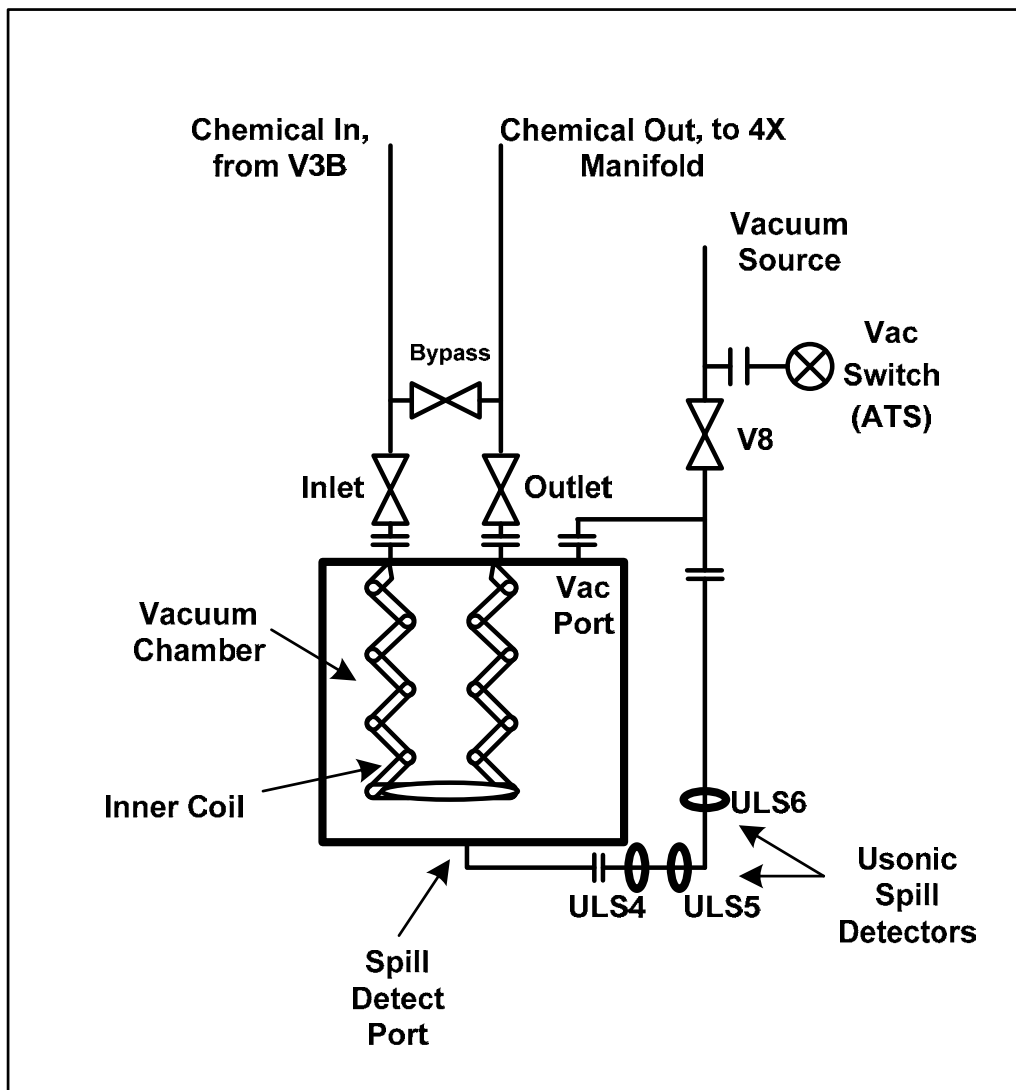 Chemical In,
from V3B
Chemical Out, to 4X
Manifold
Vacuum
Source
Bypass
Vac
Switch
(ATS)
V8
Inlet
Outlet
Vac
Port
Vacuum
Chamber
Inner Coil
ULS6
ULS4
ULS5
Usonic
Spill
Detectors
Spill
Detect
Port